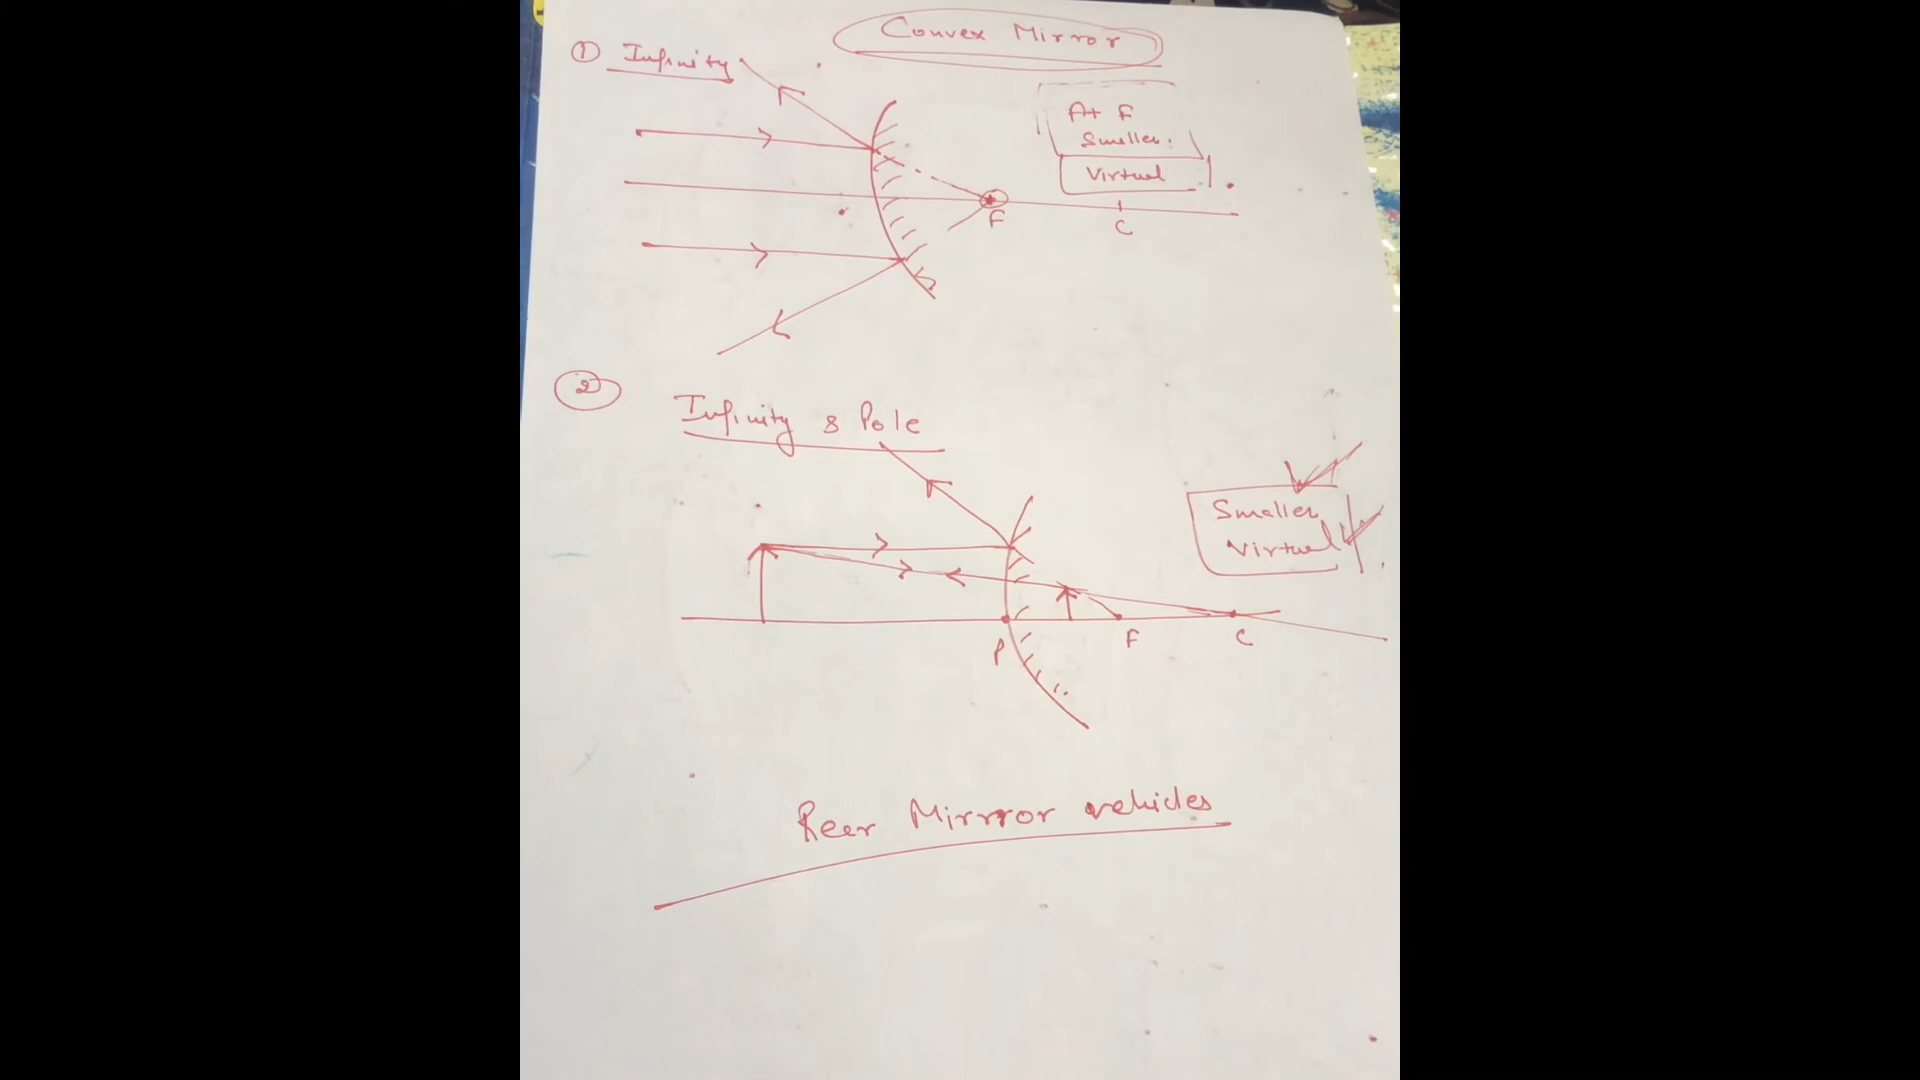 Convex Mirror
① Infinity
At F
Smaller.
Virtual
F
C
②
Infinity & Pole
Smaller
Virtual
P
F
C
Reer Mirrror vehicles